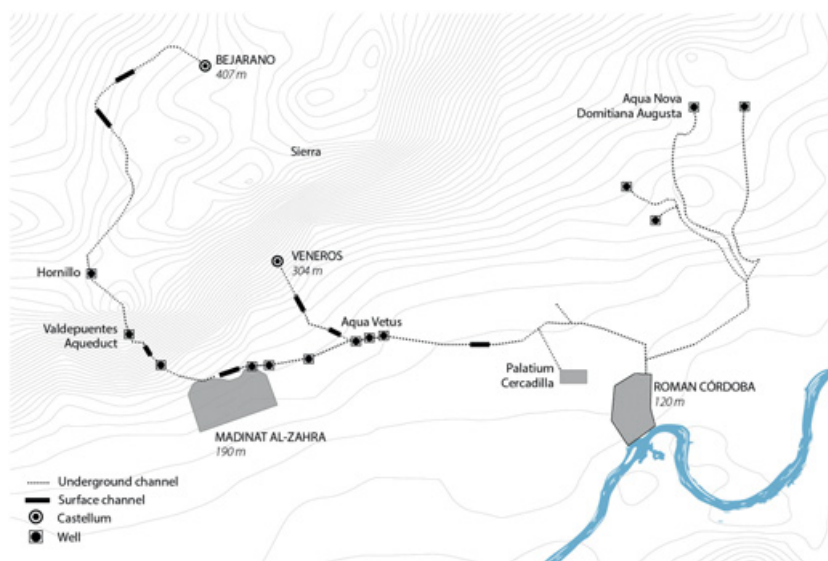 BEJARANO
407 m
Aqua Nova
Domitiana Augusta
Sierra
VENEROS
304 m
Hornillo
Valdepuentes
Aqueduct
Aqua Vetus
Palatium
Cercadilla
ROMAN CÓRDOBA
120 m
MADINAT AL-ZAHRA
190 m
Underground channel
Surface channel
Castellum
Well